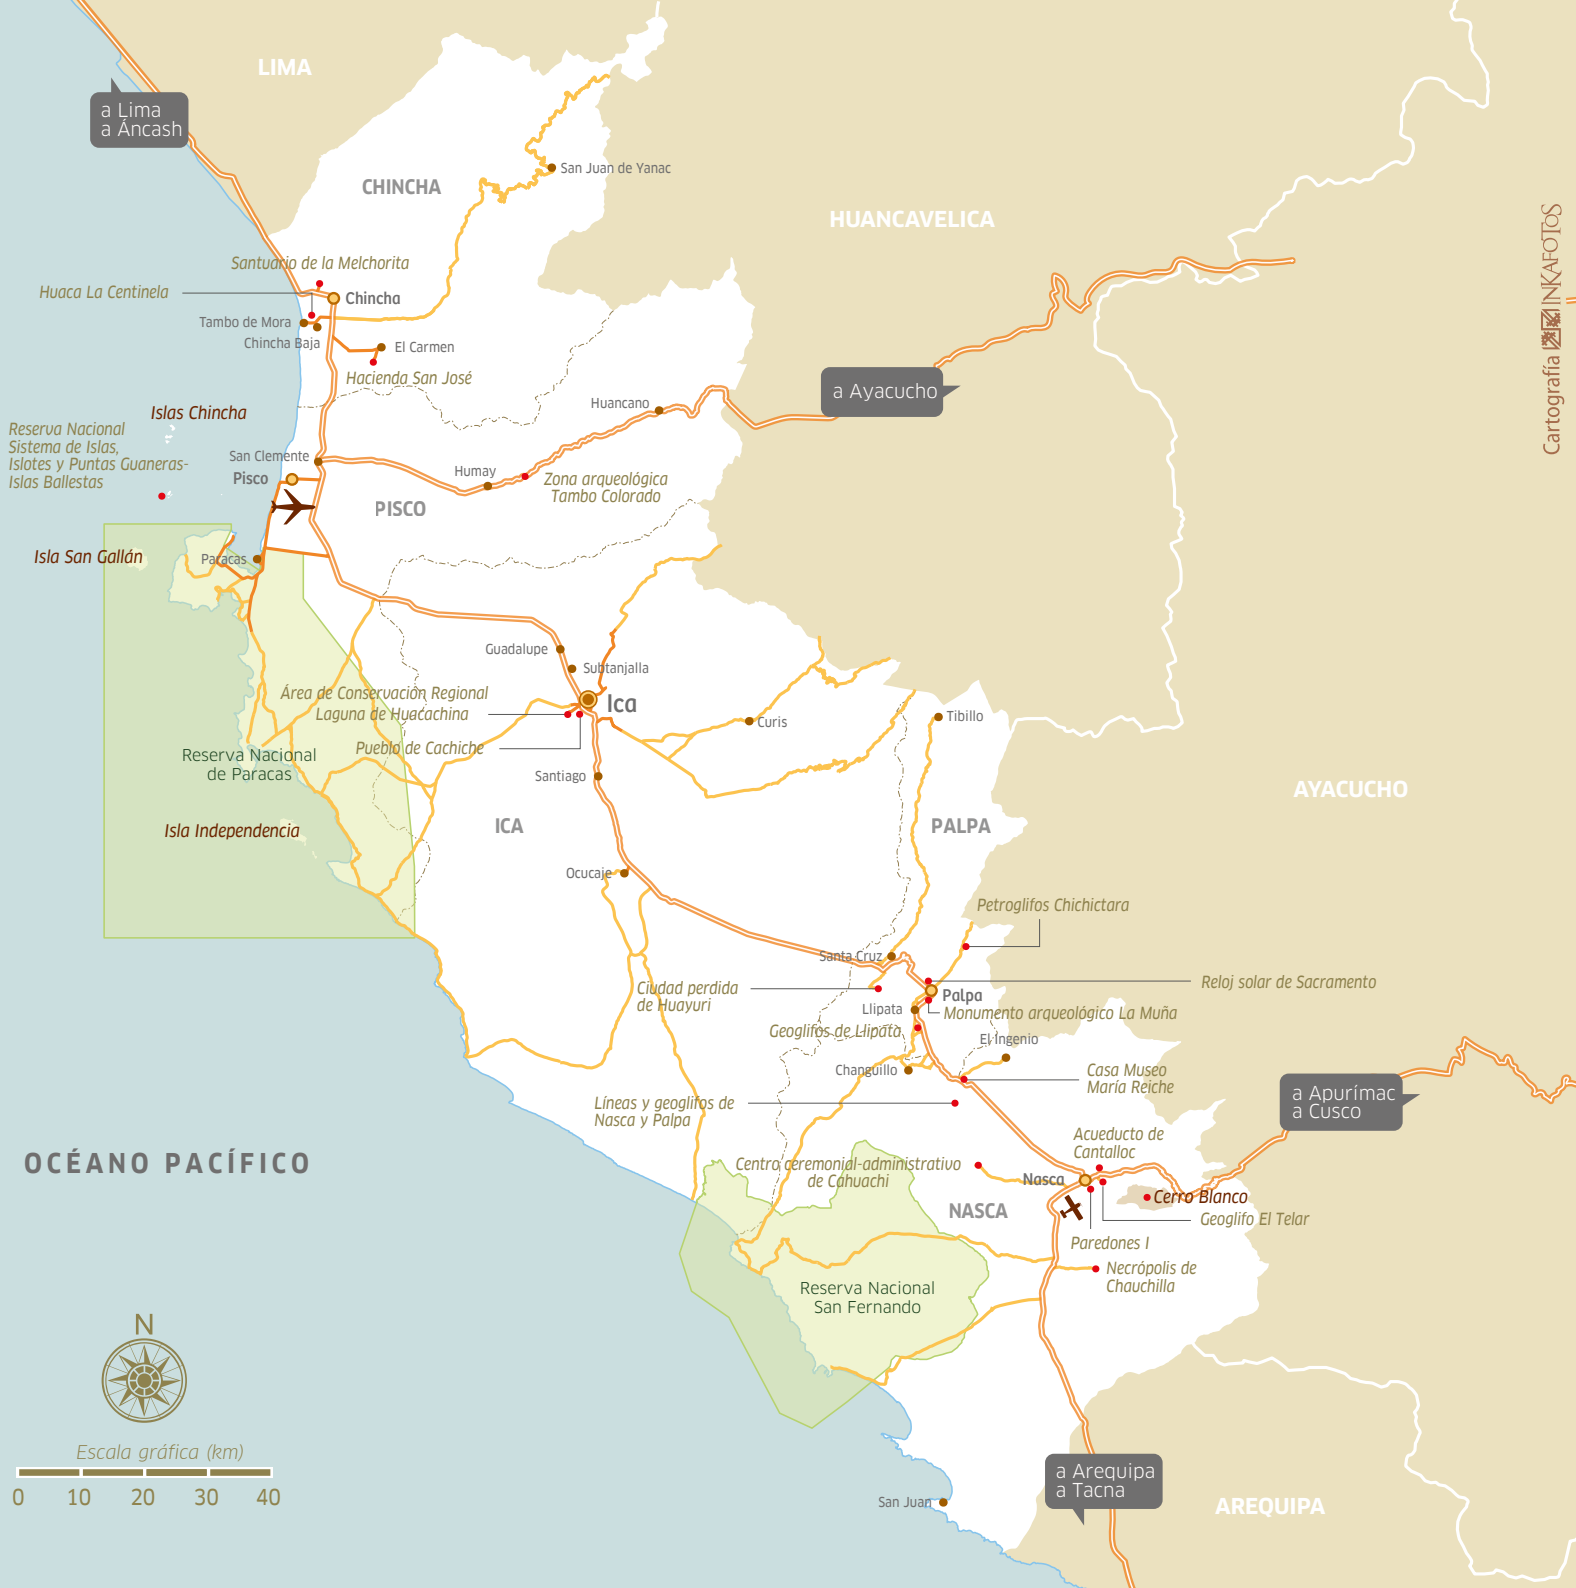 LIMA
a Lima
a Áncash
San Juan de Yanac
CHINCHA
HUANCAVELICA
Santuario de la Melchorita
Huaca La Centinela
Chincha
Tambo de Mora
Chincha Baja
El Carmen
Hacienda San José
a Ayacucho
Cartografía INKAFOTOS
Islas Chincha
Huancano
Reserva Nacional
Sistema de Islas,
Islotes y Puntas Guaneras-
Islas Ballestas
San Clemente
Pisco
Humay
Zona arqueológica
Tambo Colorado
PISCO
Isla San Gallán
Paracas
Guadalupe
Subtanjalla
Área de Conservación Regional
Laguna de Huacachina
Ica
Curis
Tibillo
Pueblo de Cachiche
Reserva Nacional
de Paracas
Santiago
AYACUCHO
Isla Independencia
ICA
PALPA
Ocucaje
Petroglifos Chichictara
Santa Cruz
Ciudad perdida
de Huayuri
Reloj solar de Sacramento
Palpa
Llipata
Monumento arqueológico La Muña
Geoglifos de Llipata
El Ingenio
Changuillo
Casa Museo
María Reiche
Líneas y geoglifos de
Nasca y Palpa
a Apurímac
a Cusco
OCÉANO PACÍFICO
Acueducto de
Cantalloc
Centro ceremonial-administrativo
de Cahuachi
Nasca
Cerro Blanco
NASCA
Geoglifo El Telar
Paredones I
Necrópolis de
Chauchilla
Reserva Nacional
San Fernando
N
Escala gráfica (km)
0 10 20 30 40
a Arequipa
a Tacna
San Juan
AREQUIPA